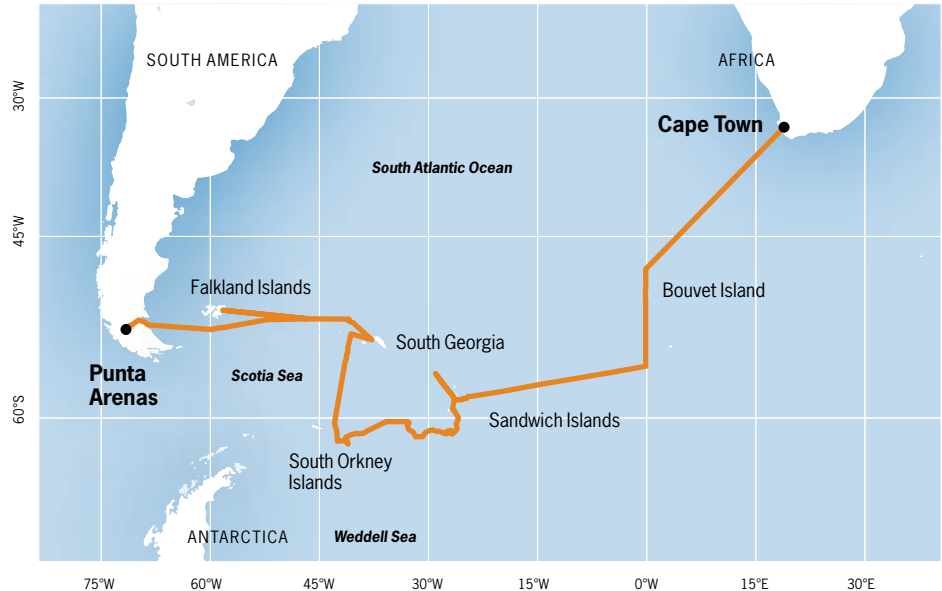 SOUTH AMERICA
AFRICA
30°W
Cape Town
South Atlantic Ocean
45°W
Falkland Islands
Bouvet Island
South Georgia
Punta
Arenas
Scotia Sea
60°S
Sandwich Islands
South Orkney
Islands
ANTARCTICA
Weddell Sea
75°W
60°W
45°W
30°W
15°W
0°W
15°E
30°E